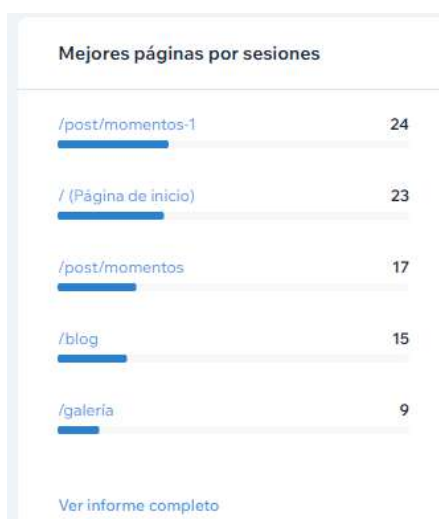 Mejores páginas por sesiones
/post/momentos-1 24
/ (Página de inicio) 23
/post/momentos 17
/blog 15
/galería 9
Ver informe completo